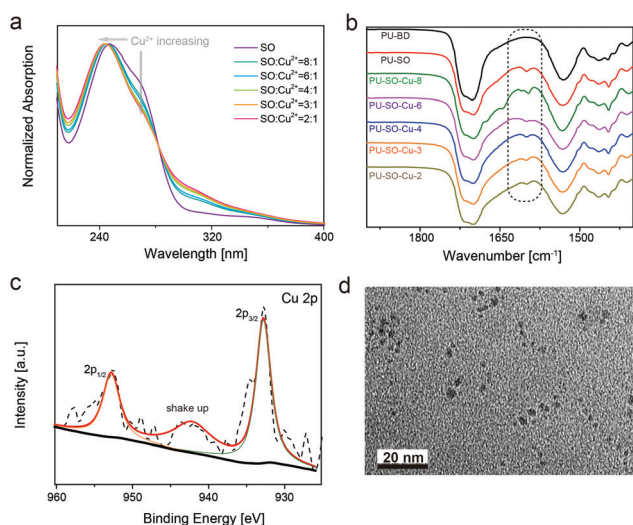 a
Cu²⁺ increasing
SO
SO:Cu²⁺=8:1
SO:Cu²⁺=6:1
SO:Cu²⁺=4:1
SO:Cu²⁺=3:1
SO:Cu²⁺=2:1
Normalized Absorption
240
320
400
Wavelength [nm]
b
PU-BD
PU-SO
PU-SO-Cu-8
PU-SO-Cu-6
PU-SO-Cu-4
PU-SO-Cu-3
PU-SO-Cu-2
Normalized Absorption
1800
1650
1500
Wavenumber [cm⁻¹]
c
Cu 2p
2p₃/₂
2p₁/₂
shake up
Intensity [a.u.]
960
950
940
930
Binding Energy [eV]
d
20 nm